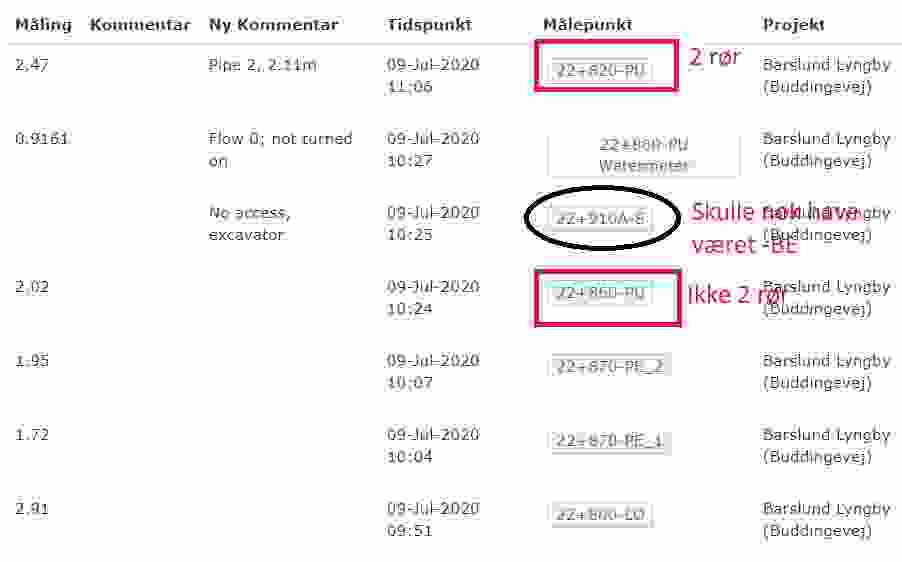 Måling Kommentar Ny Kommentar Tidspunkt Målepunkt Projekt
2,47 Pipe 2, 2.11m 09-Jul-2020 22+820-PU 2 rør Barslund Lyngby
11:06 (Buddingevej)
0.9161 Flow 0; not turned 09-Jul-2020 22+860-PU Barslund Lyngby
on 10:27 Watermeter (Buddingevej)
No access, 09-Jul-2020 22+910A-E Skulle nok have Barslund Lyngby
excavator 10:25 været -BE (Buddingevej)
2,02 09-Jul-2020 22+860-PU Ikke 2 rør Barslund Lyngby
10:24 (Buddingevej)
1.95 09-Jul-2020 22+870-PE_2 Barslund Lyngby
10:07 (Buddingevej)
1.72 09-Jul-2020 22+870-PE_1 Barslund Lyngby
10:04 (Buddingevej)
2,91 09-Jul-2020 Barslund Lyngby
09:51 (Buddingevej)